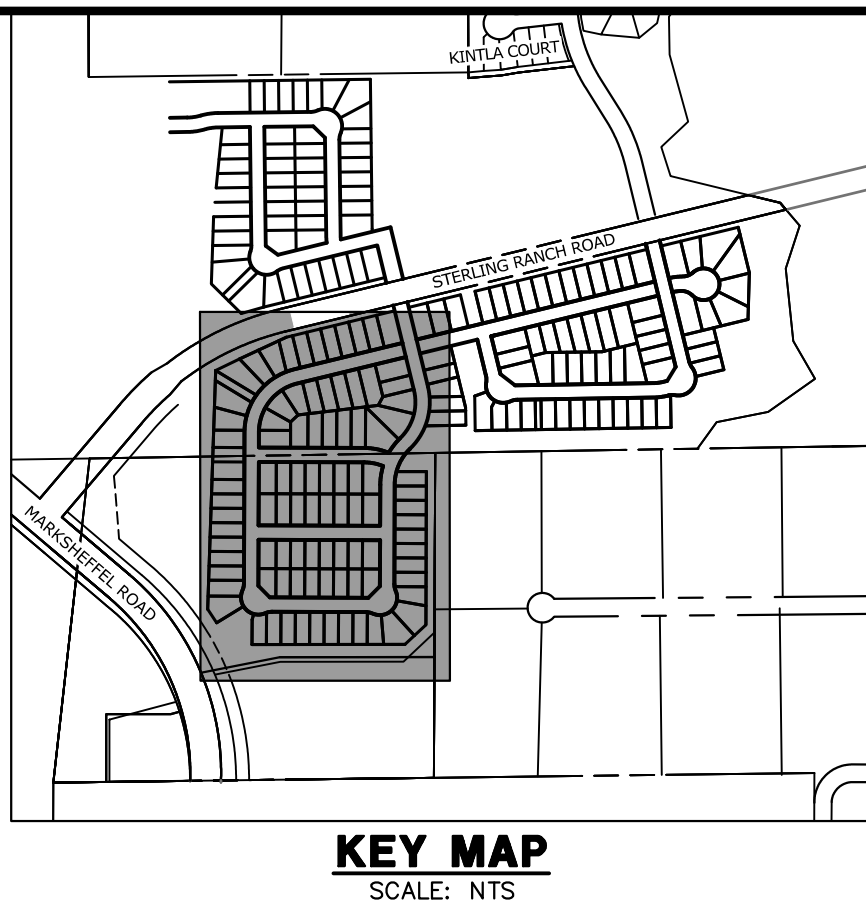 KINTLA COURT
STERLING RANCH ROAD
MARKSHEFFEL ROAD
KEY MAP
SCALE: NTS